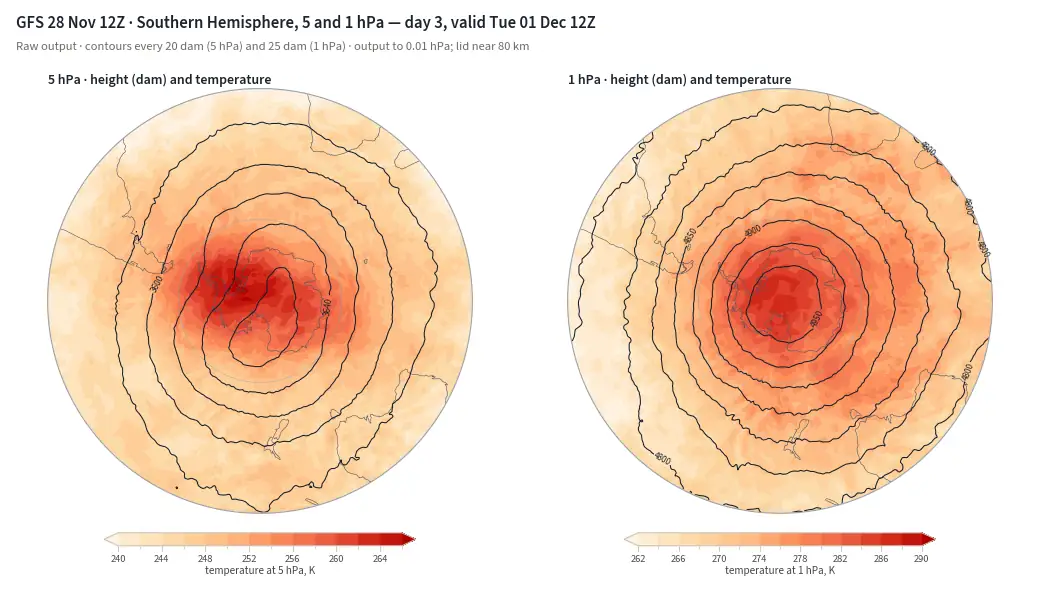 GFS 28 Nov 12Z · Southern Hemisphere, 5 and 1 hPa — day 3, valid Tue 01 Dec 12Z
Raw output · contours every 20 dam (5 hPa) and 25 dam (1 hPa) · output to 0.01 hPa; lid near 80 km
5 hPa · height (dam) and temperature
1 hPa · height (dam) and temperature
3600
3640
4800
4800
4800
4850
4900
4850
4800
4800
240 244 248 252 256 260 264
temperature at 5 hPa, K
262 266 270 274 278 282 286 290
temperature at 1 hPa, K